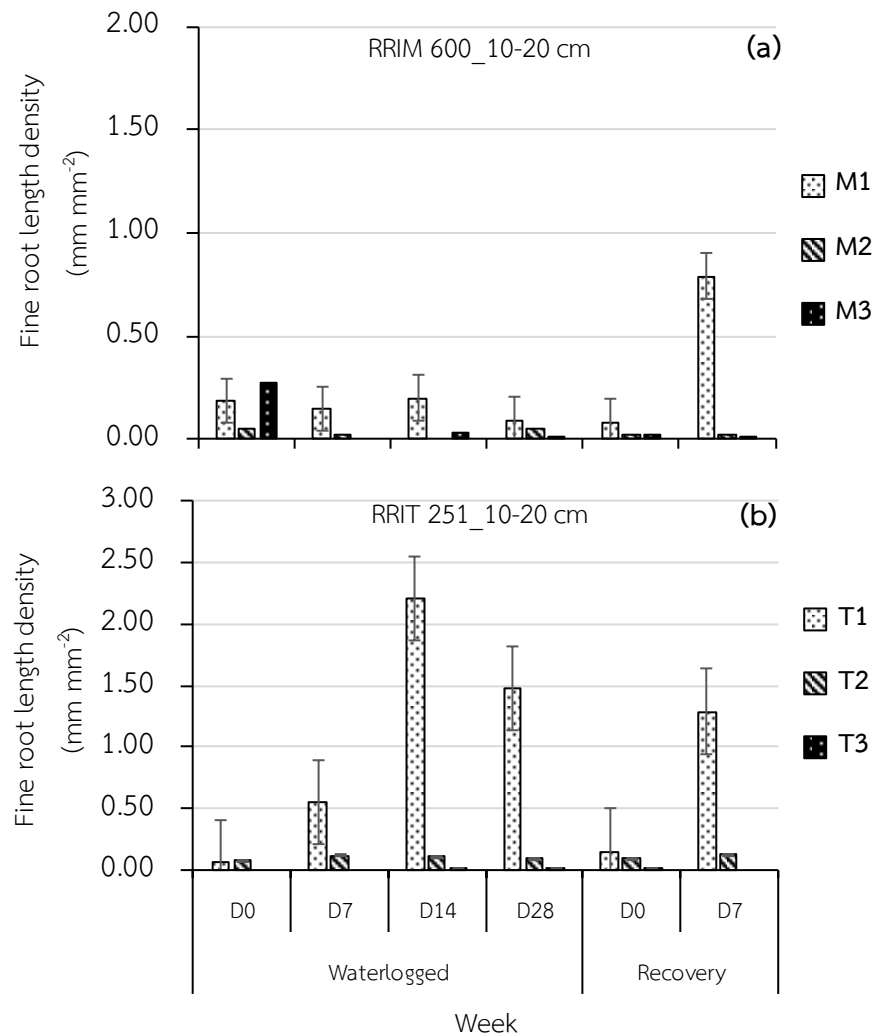 RRIM 600_10-20 cm
(a)
Fine root length density
(mm mm-2)
2.00
1.50
1.00
0.50
0.00
M1
M2
M3
RRIT 251_10-20 cm
(b)
Fine root length density
(mm mm-2)
3.00
2.50
2.00
1.50
1.00
0.50
0.00
T1
T2
T3
D0 D7 D14 D28 D0 D7
Waterlogged Recovery
Week